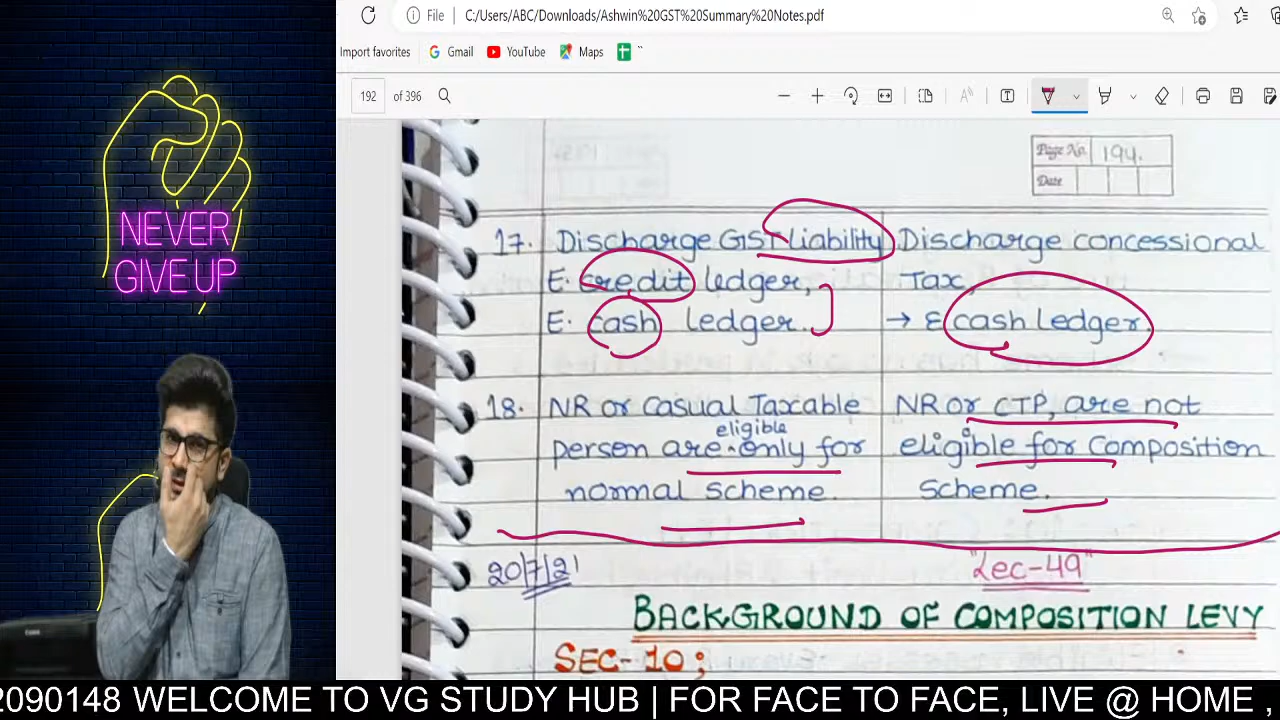 File C:/Users/ABC/Downloads/Ashwin%20GST%20Summary%20Notes.pdf
Import favorites Gmail YouTube Maps
192 of 396
NEVER
GIVE UP
Page No. 194.
Date
17. Discharge GST liability Discharge concessional
E. credit ledger, Tax,
E. cash ledger. → E cash ledger
18. NR or Casual Taxable NR or CTP, are not
eligible
person are only for eligible for Composition
normal scheme. scheme.
20/7/21 "Lec-49"
BACKGROUND OF COMPOSITION LEVY
SEC-10;
2090148 WELCOME TO VG STUDY HUB | FOR FACE TO FACE, LIVE @ HOME ,